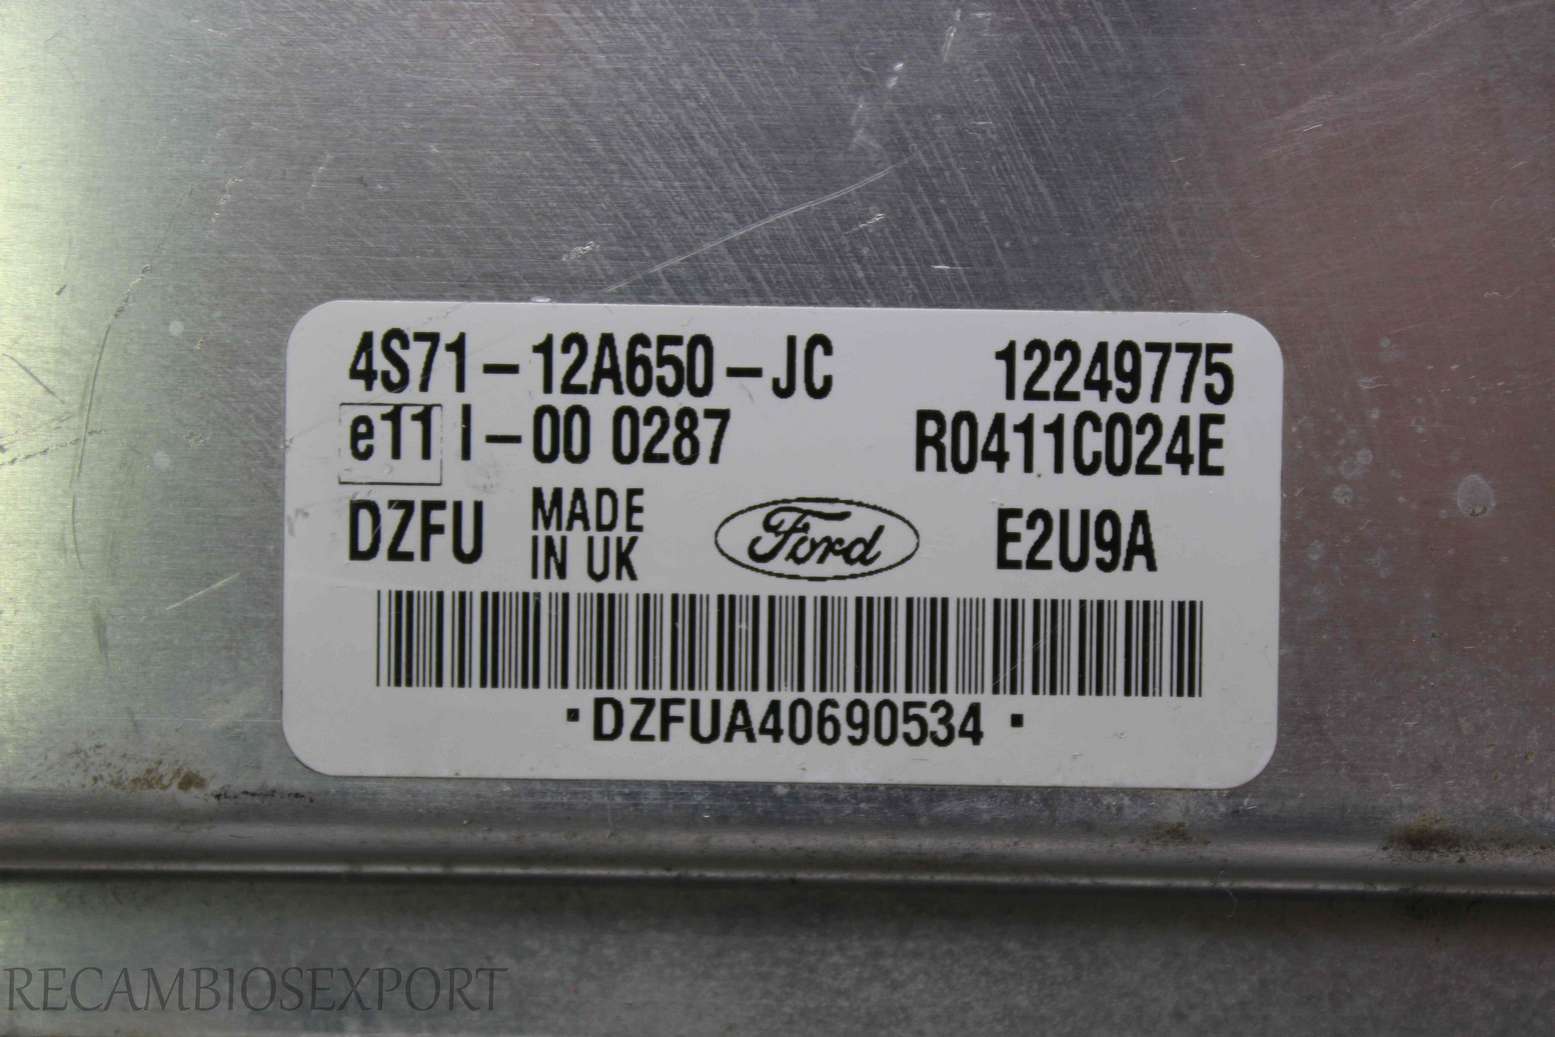 4S71-12A650-JC 12249775
e11 I-00 0287 R0411C024E
DZFU MADE IN UK Ford E2U9A
·DZFUA40690534·
RECAMBIOSEXPORT